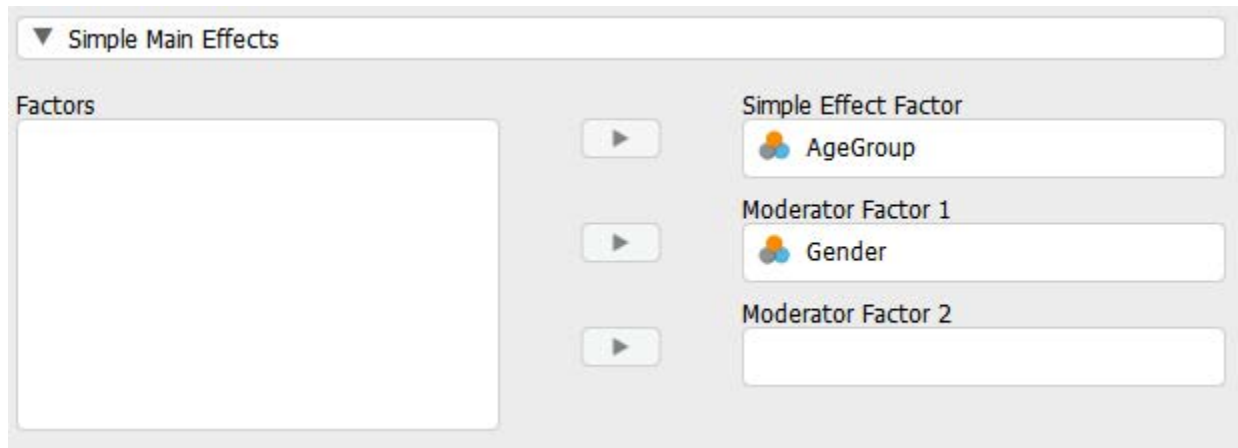 Simple Main Effects
Factors
Simple Effect Factor
AgeGroup
Moderator Factor 1
Gender
Moderator Factor 2